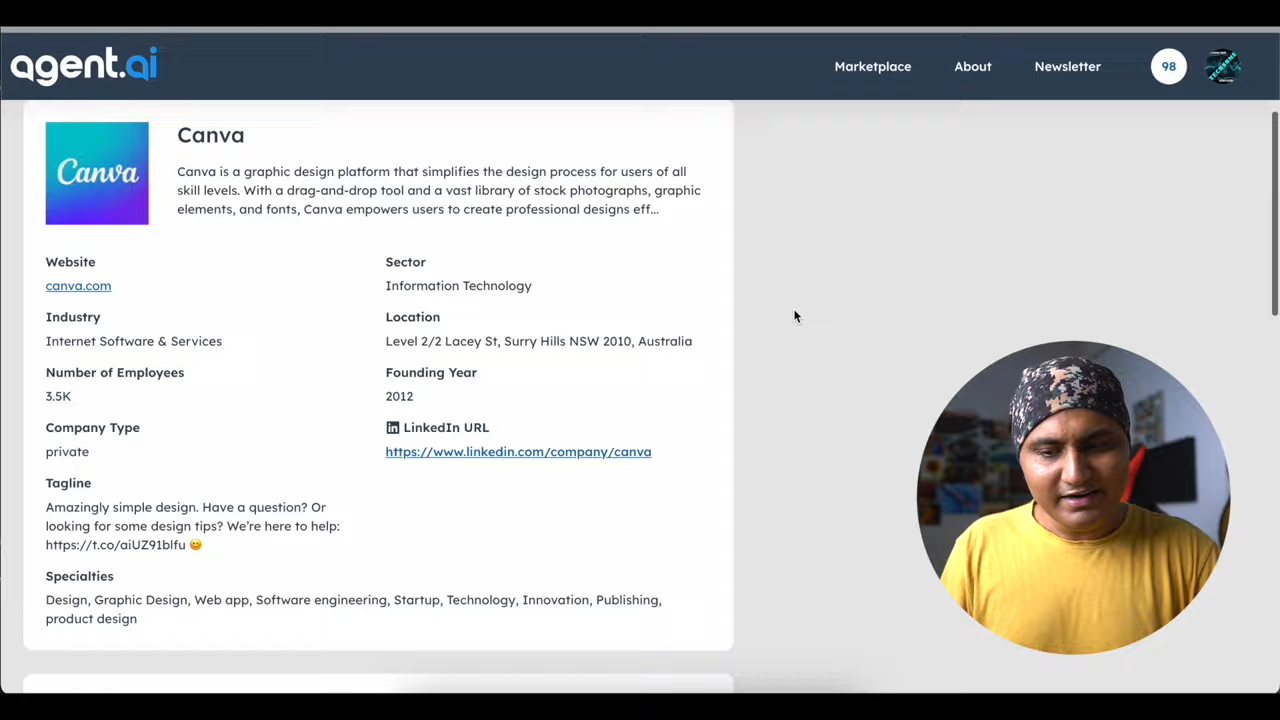 agent.ai
Marketplace
About
Newsletter
98
Canva
Canva
Canva is a graphic design platform that simplifies the design process for users of all
skill levels. With a drag-and-drop tool and a vast library of stock photographs, graphic
elements, and fonts, Canva empowers users to create professional designs eff...
Website
canva.com
Sector
Information Technology
Industry
Internet Software & Services
Location
Level 2/2 Lacey St, Surry Hills NSW 2010, Australia
Number of Employees
3.5K
Founding Year
2012
Company Type
private
in LinkedIn URL
https://www.linkedin.com/company/canva
Tagline
Amazingly simple design. Have a question? Or
looking for some design tips? We’re here to help:
https://t.co/aiUZ91blfu 😊
Specialties
Design, Graphic Design, Web app, Software engineering, Startup, Technology, Innovation, Publishing,
product design